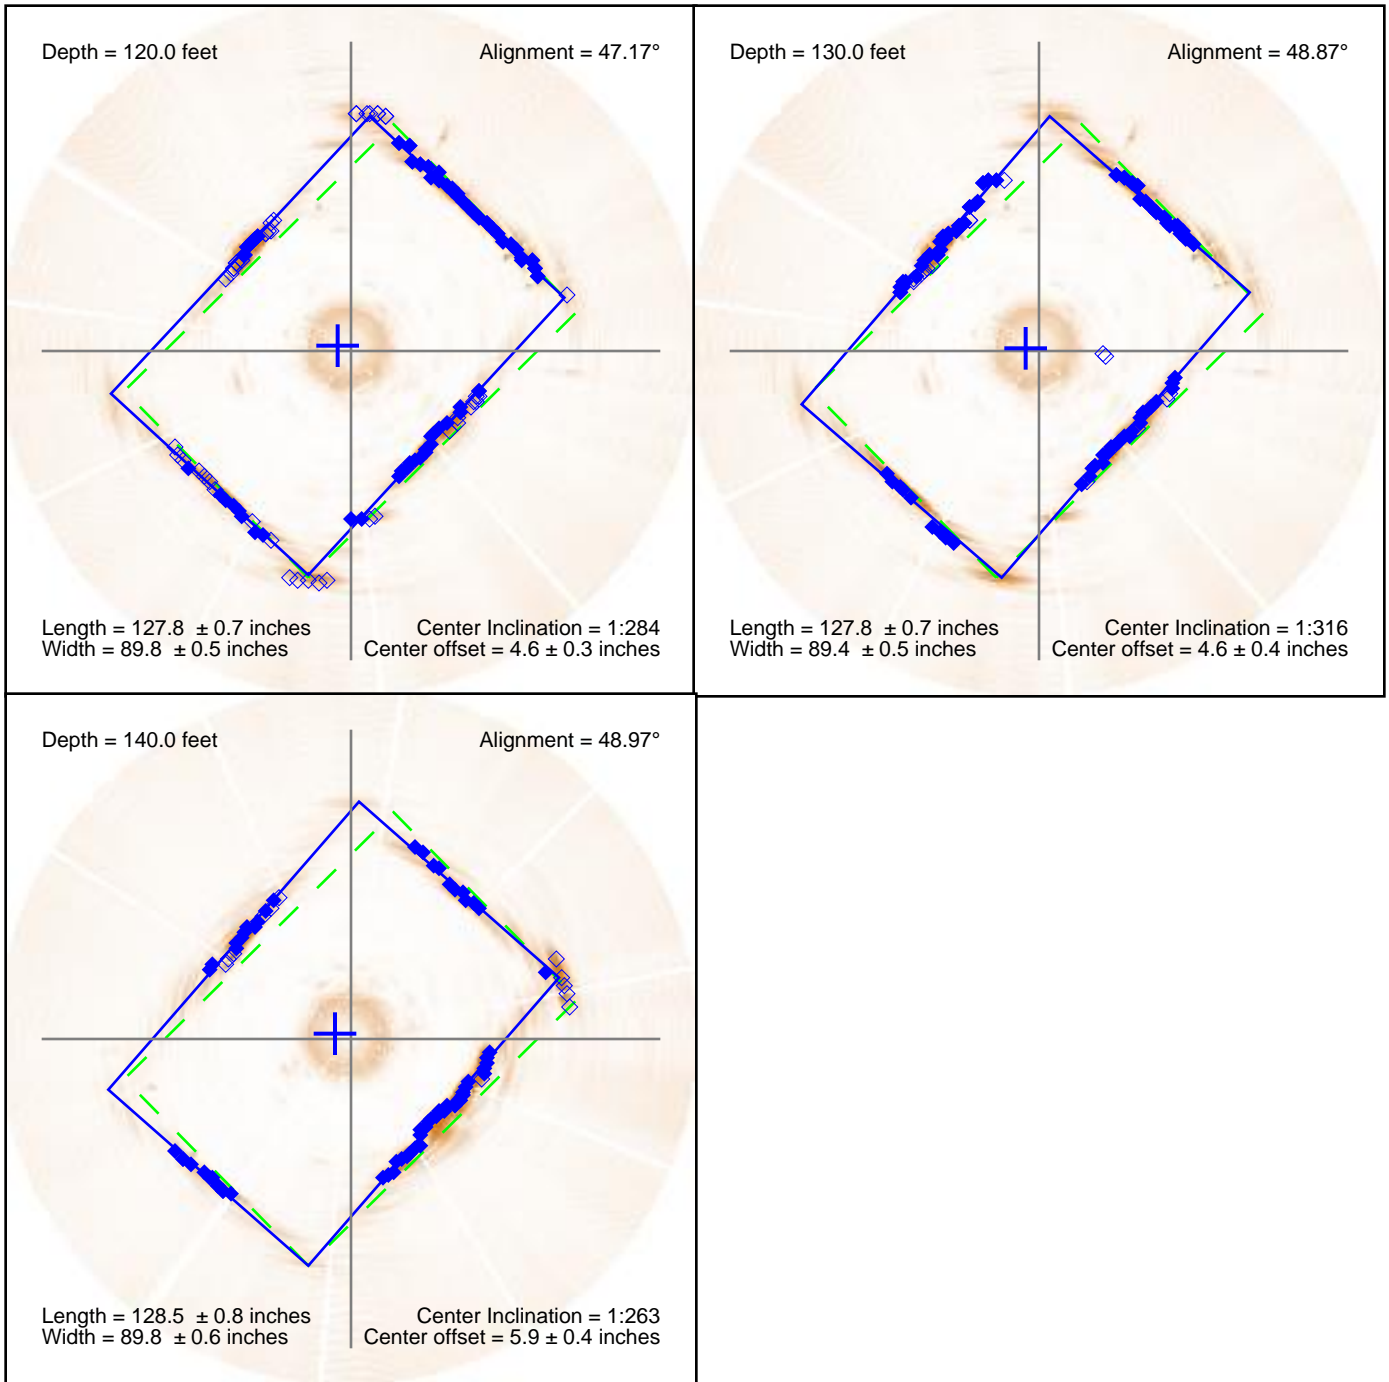 Depth = 120.0 feet
Alignment = 47.17°
Length = 127.8 ± 0.7 inches
Width = 89.8 ± 0.5 inches
Center Inclination = 1:284
Center offset = 4.6 ± 0.3 inches
Depth = 130.0 feet
Alignment = 48.87°
Length = 127.8 ± 0.7 inches
Width = 89.4 ± 0.5 inches
Center Inclination = 1:316
Center offset = 4.6 ± 0.4 inches
Depth = 140.0 feet
Alignment = 48.97°
Length = 128.5 ± 0.8 inches
Width = 89.8 ± 0.6 inches
Center Inclination = 1:263
Center offset = 5.9 ± 0.4 inches